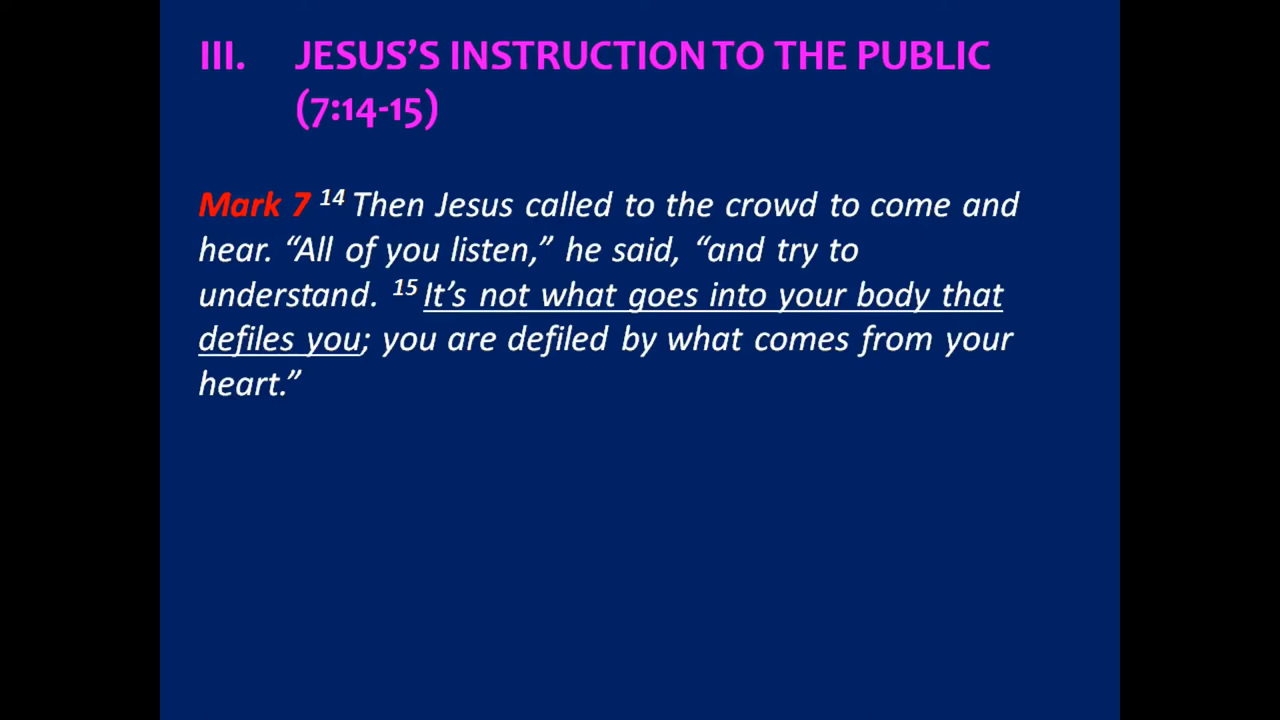 III. JESUS’S INSTRUCTION TO THE PUBLIC
(7:14-15)
Mark 7 14 Then Jesus called to the crowd to come and
hear. “All of you listen,” he said, “and try to
understand. 15 It’s not what goes into your body that
defiles you; you are defiled by what comes from your
heart.”